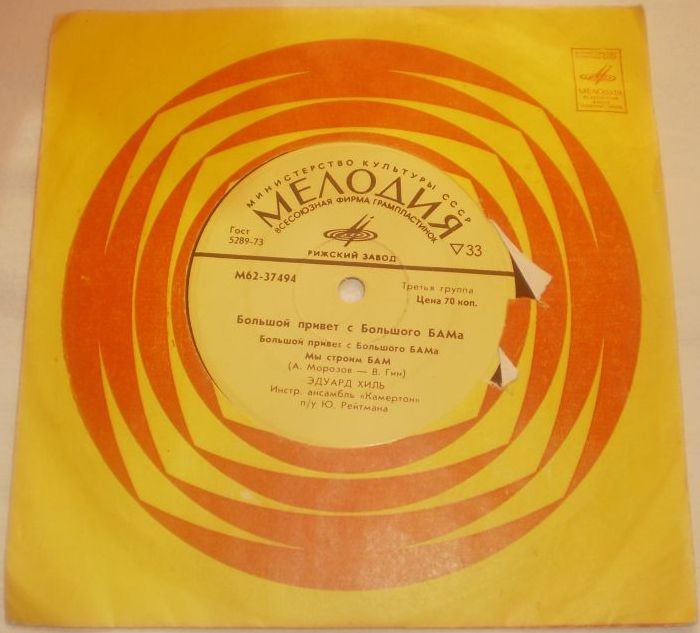 МЕЛОДИЯ
МИНИСТЕРСТВО КУЛЬТУРЫ СССР
МЕЛОДИЯ
ВСЕСОЮЗНАЯ ФИРМА ГРАМПЛАСТИНОК
Гост
5289-73
▽33
РИЖСКИЙ ЗАВОД
М62-37494
Третья группа
Цена 70 коп.
Большой привет с Большого БАМа
Большой привет с Большого БАМа
Мы строим БАМ
(А. Морозов — В. Гин)
ЭДУАРД ХИЛЬ
Инстр. ансамбль «Камертон»
п/у Ю. Рейтмана